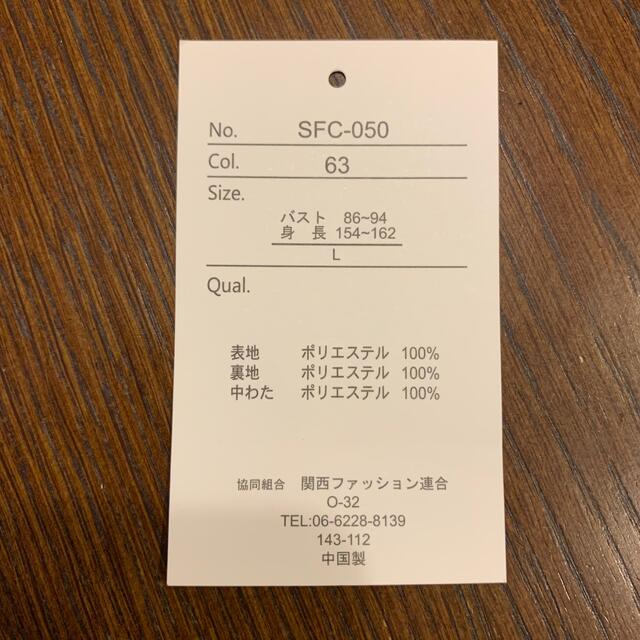 No. SFC-050
Col. 63
Size.
バスト 86~94
身 長 154~162
L
Qual.
表地 ポリエステル 100%
裏地 ポリエステル 100%
中わた ポリエステル 100%
協同組合 関西ファッション連合
O-32
TEL:06-6228-8139
143-112
中国製